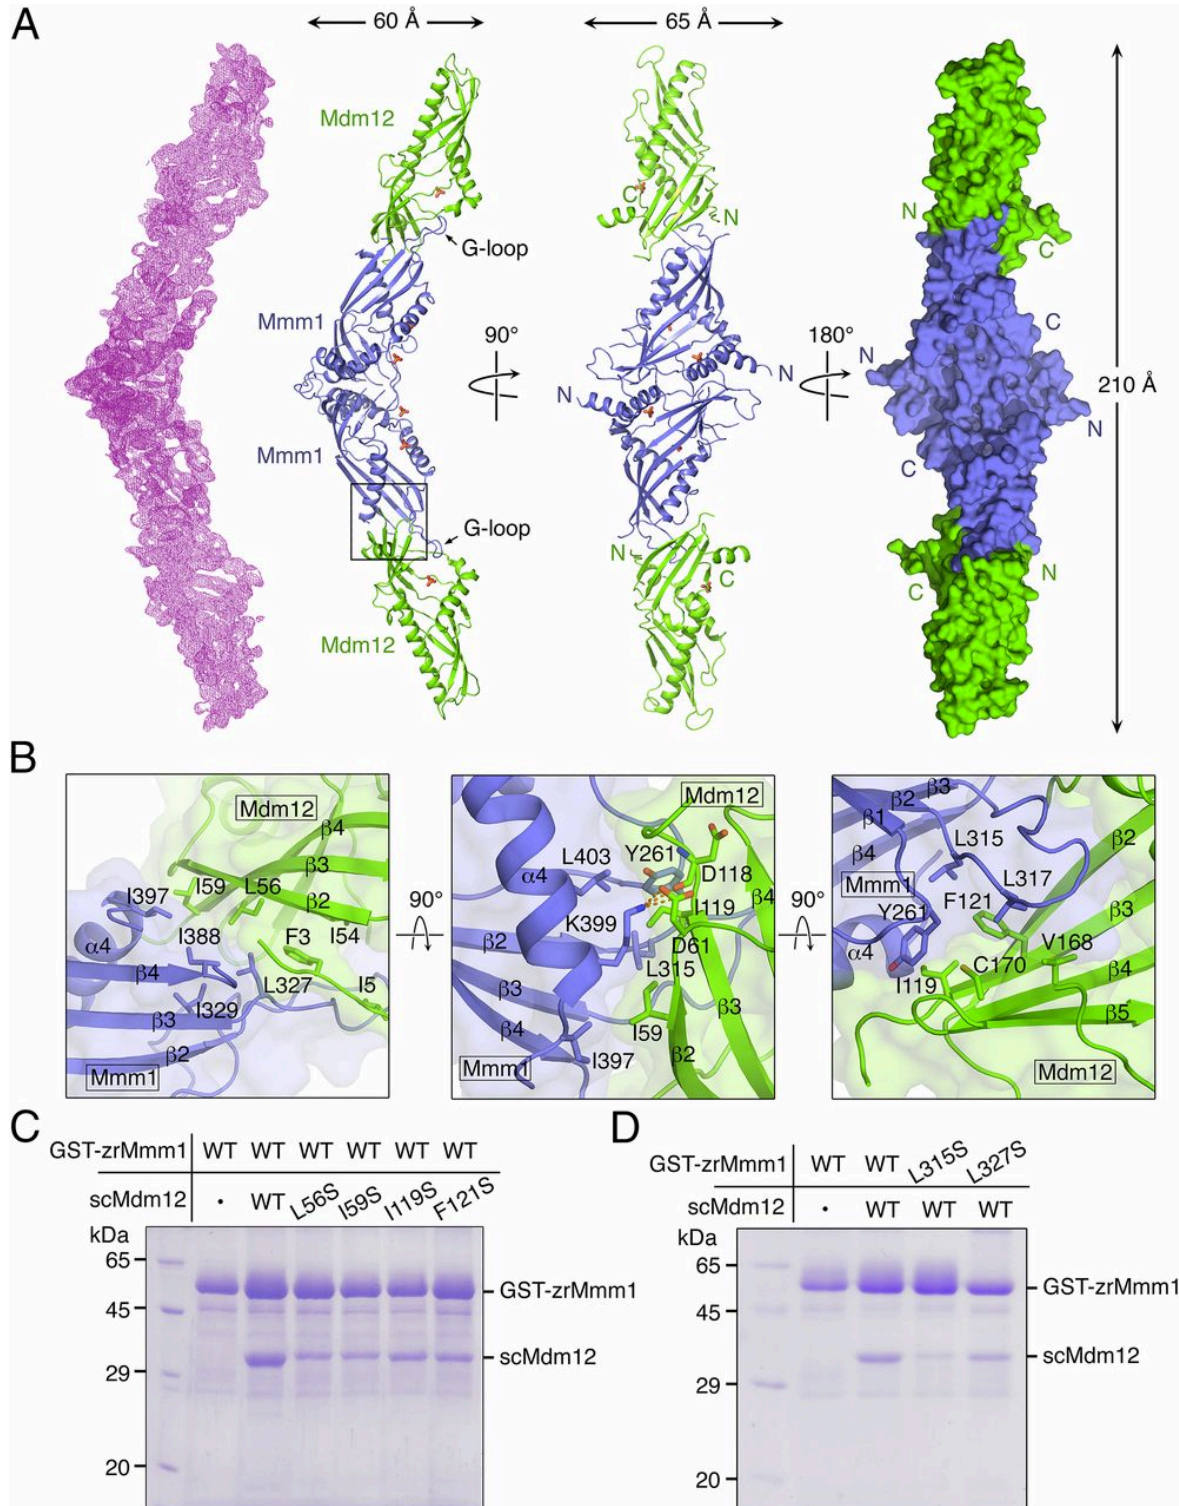 A
60 Å
65 Å
Mdm12
C
N
N
C
G-loop
Mmm1
90°
N
N
180°
C
N
N
210 Å
Mmm1
C
G-loop
N
C
N
C
Mdm12
B
Mdm12
β4
β3
I59
L56
β2
I397
I388
F3
I54
α4
β4
L327
I5
I329
β3
β2
Mmm1
90°
Mdm12
L403
Y261
D118
α4
I119
β4
K399
D61
β2
L315
β3
β3
I59
β4
I397
β2
Mmm1
90°
β3
β2
β1
L315
β2
β4
Mmm1
L317
F121
Y261
β3
α4
V168
C170
β4
I119
β5
Mdm12
C
GST-zrMmm1 WT WT WT WT WT WT
scMdm12 • WT L56S I59S I119S F121S
kDa
65
GST-zrMmm1
45
scMdm12
29
20
D
GST-zrMmm1 WT WT L315S L327S
scMdm12 • WT WT WT
kDa
65
GST-zrMmm1
45
scMdm12
29
20